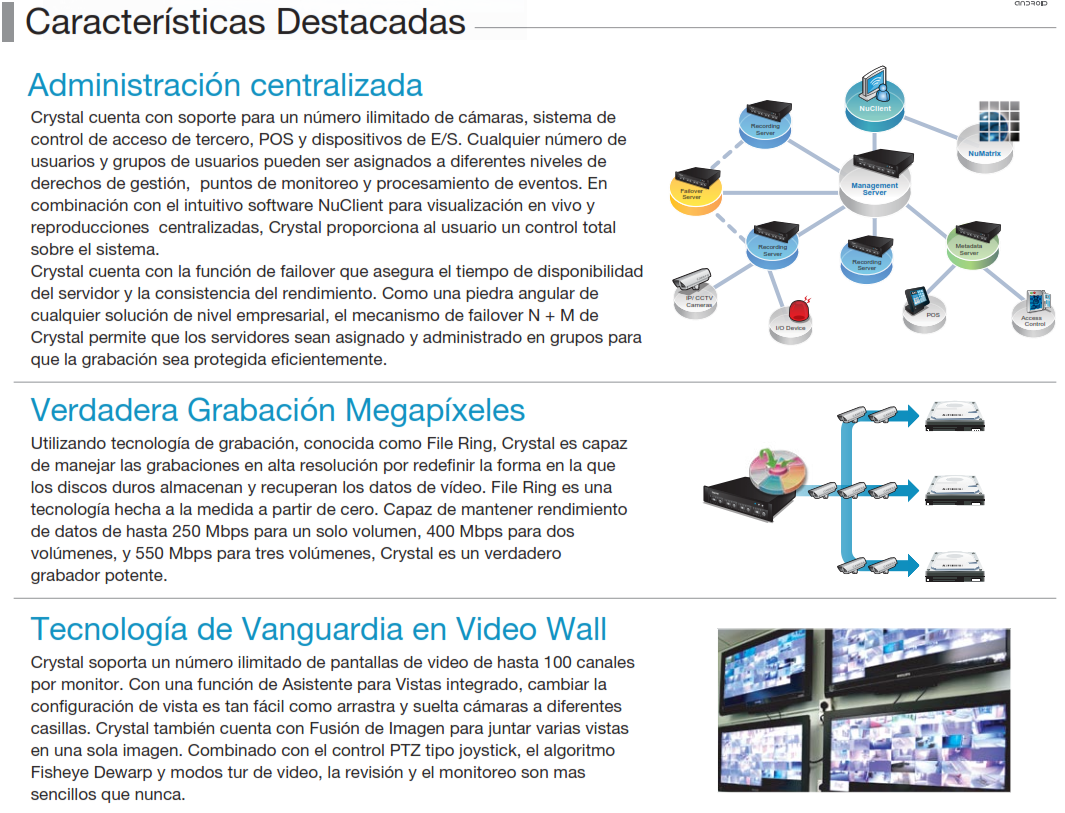 ANDROID
Características Destacadas
Administración centralizada
Crystal cuenta con soporte para un número ilimitado de cámaras, sistema de
control de acceso de tercero, POS y dispositivos de E/S. Cualquier número de
usuarios y grupos de usuarios pueden ser asignados a diferentes niveles de
derechos de gestión, puntos de monitoreo y procesamiento de eventos. En
combinación con el intuitivo software NuClient para visualización en vivo y
reproducciones centralizadas, Crystal proporciona al usuario un control total
sobre el sistema.
Crystal cuenta con la función de failover que asegura el tiempo de disponibilidad
del servidor y la consistencia del rendimiento. Como una piedra angular de
cualquier solución de nivel empresarial, el mecanismo de failover N + M de
Crystal permite que los servidores sean asignado y administrado en grupos para
que la grabación sea protegida eficientemente.
NuClient
Recording
Server
NuMatrix
Failover
Server
Management
Server
Recording
Server
Recording
Server
Metadata
Server
IP/ CCTV
Cameras
I/O Device
POS
Access
Control
Verdadera Grabación Megapíxeles
Utilizando tecnología de grabación, conocida como File Ring, Crystal es capaz
de manejar las grabaciones en alta resolución por redefinir la forma en la que
los discos duros almacenan y recuperan los datos de vídeo. File Ring es una
tecnología hecha a la medida a partir de cero. Capaz de mantener rendimiento
de datos de hasta 250 Mbps para un solo volumen, 400 Mbps para dos
volúmenes, y 550 Mbps para tres volúmenes, Crystal es un verdadero
grabador potente.
Tecnología de Vanguardia en Video Wall
Crystal soporta un número ilimitado de pantallas de video de hasta 100 canales
por monitor. Con una función de Asistente para Vistas integrado, cambiar la
configuración de vista es tan fácil como arrastra y suelta cámaras a diferentes
casillas. Crystal también cuenta con Fusión de Imagen para juntar varias vistas
en una sola imagen. Combinado con el control PTZ tipo joystick, el algoritmo
Fisheye Dewarp y modos tur de video, la revisión y el monitoreo son mas
sencillos que nunca.